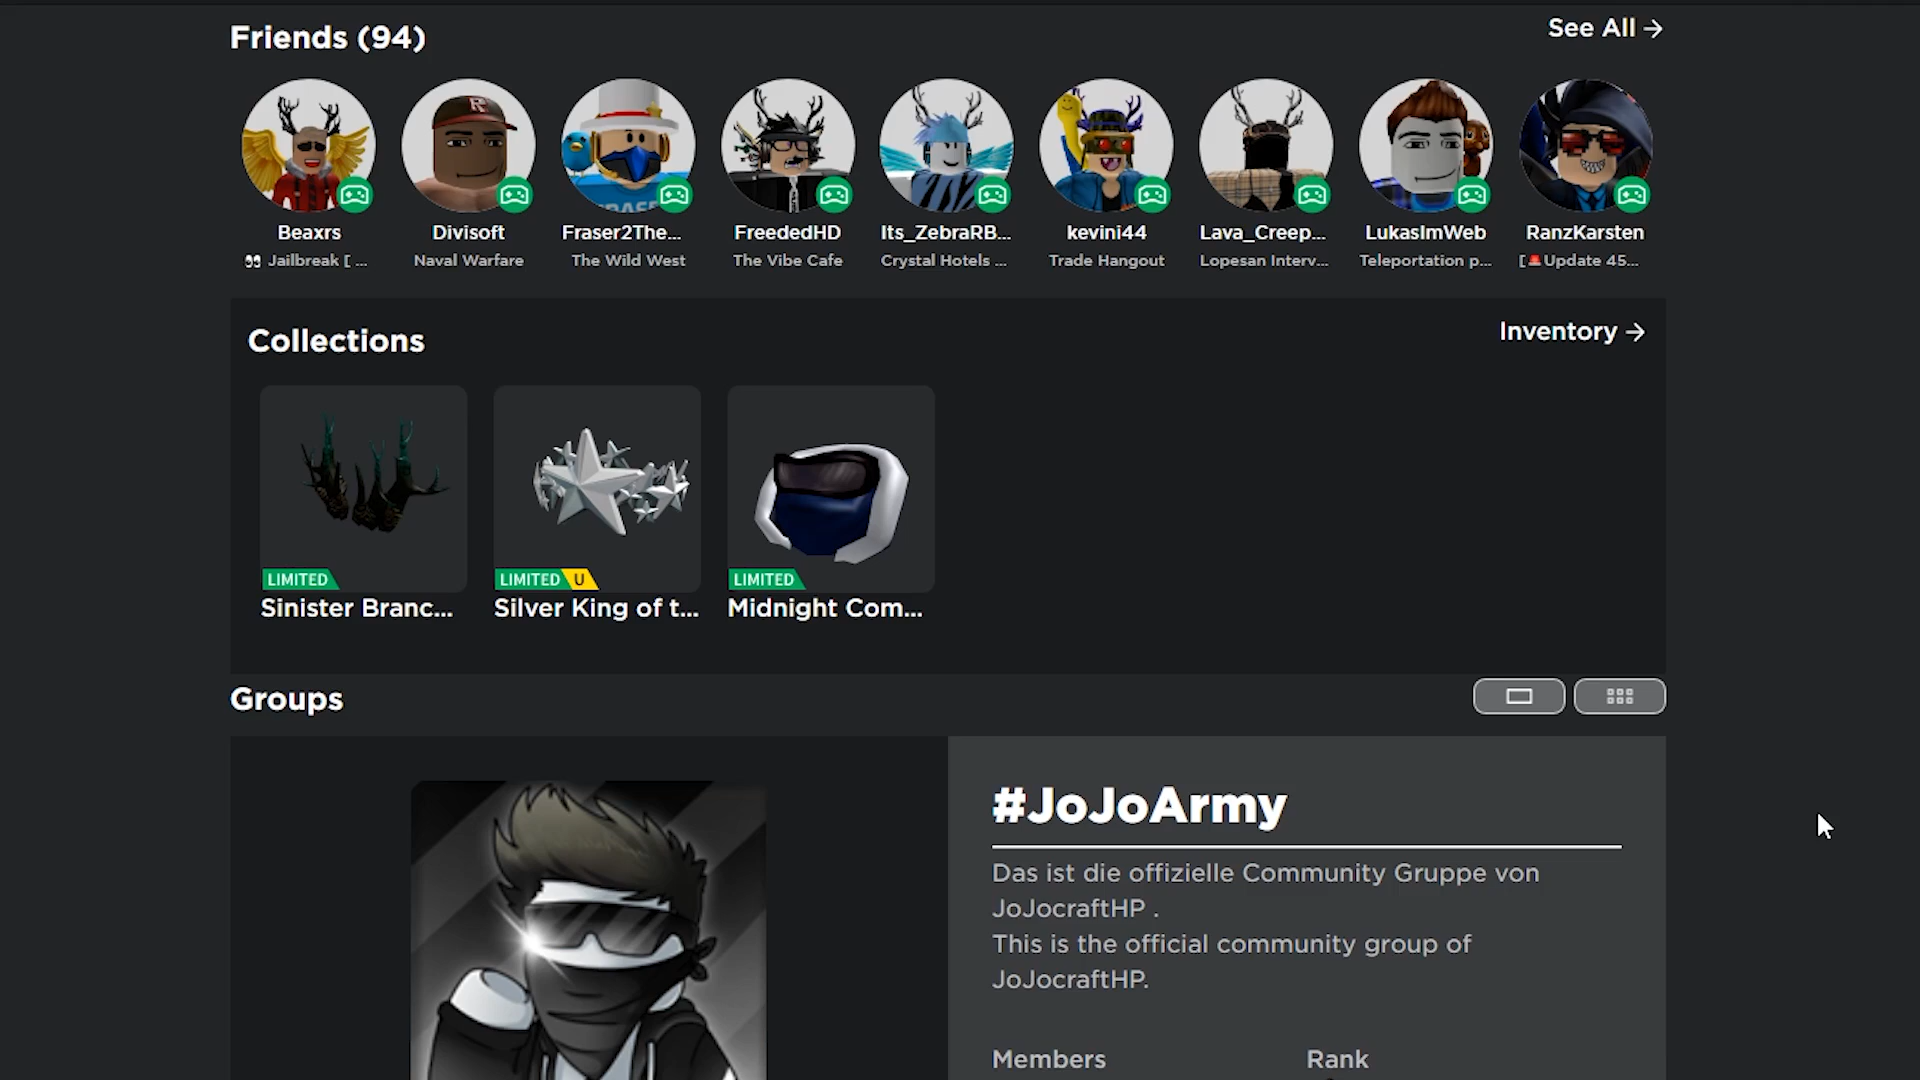 Friends (94)
See All
Beaxrs
Divisoft
Fraser2The...
FreededHD
Its_ZebraRB...
kevini44
Lava_Creep...
LukasImWeb
RanzKarsten
Jailbreak [ ...
Naval Warfare
The Wild West
The Vibe Cafe
Crystal Hotels ...
Trade Hangout
Lopesan Interv...
Teleportation p...
[🚨Update 45...
Collections
Inventory
LIMITED
LIMITED U
LIMITED
Sinister Branc...
Silver King of t...
Midnight Com...
Groups
#JoJoArmy
Das ist die offizielle Community Gruppe von
JoJocraftHP .
This is the official community group of
JoJocraftHP.
Members
Rank